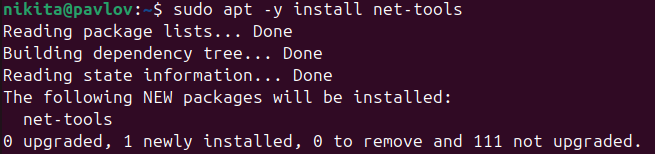 nikita@pavlov:~$ sudo apt -y install net-tools
Reading package lists... Done
Building dependency tree... Done
Reading state information... Done
The following NEW packages will be installed:
  net-tools
0 upgraded, 1 newly installed, 0 to remove and 111 not upgraded.